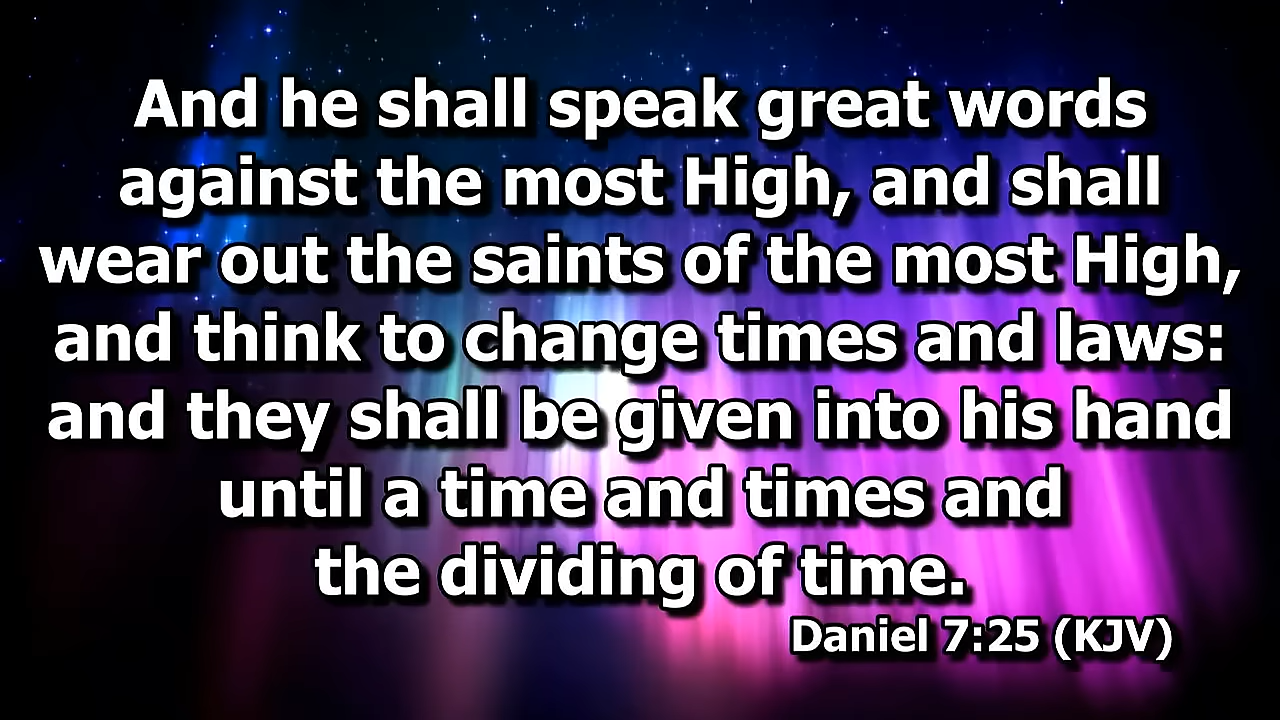 And he shall speak great words
against the most High, and shall
wear out the saints of the most High,
and think to change times and laws:
and they shall be given into his hand
until a time and times and
the dividing of time.
Daniel 7:25 (KJV)